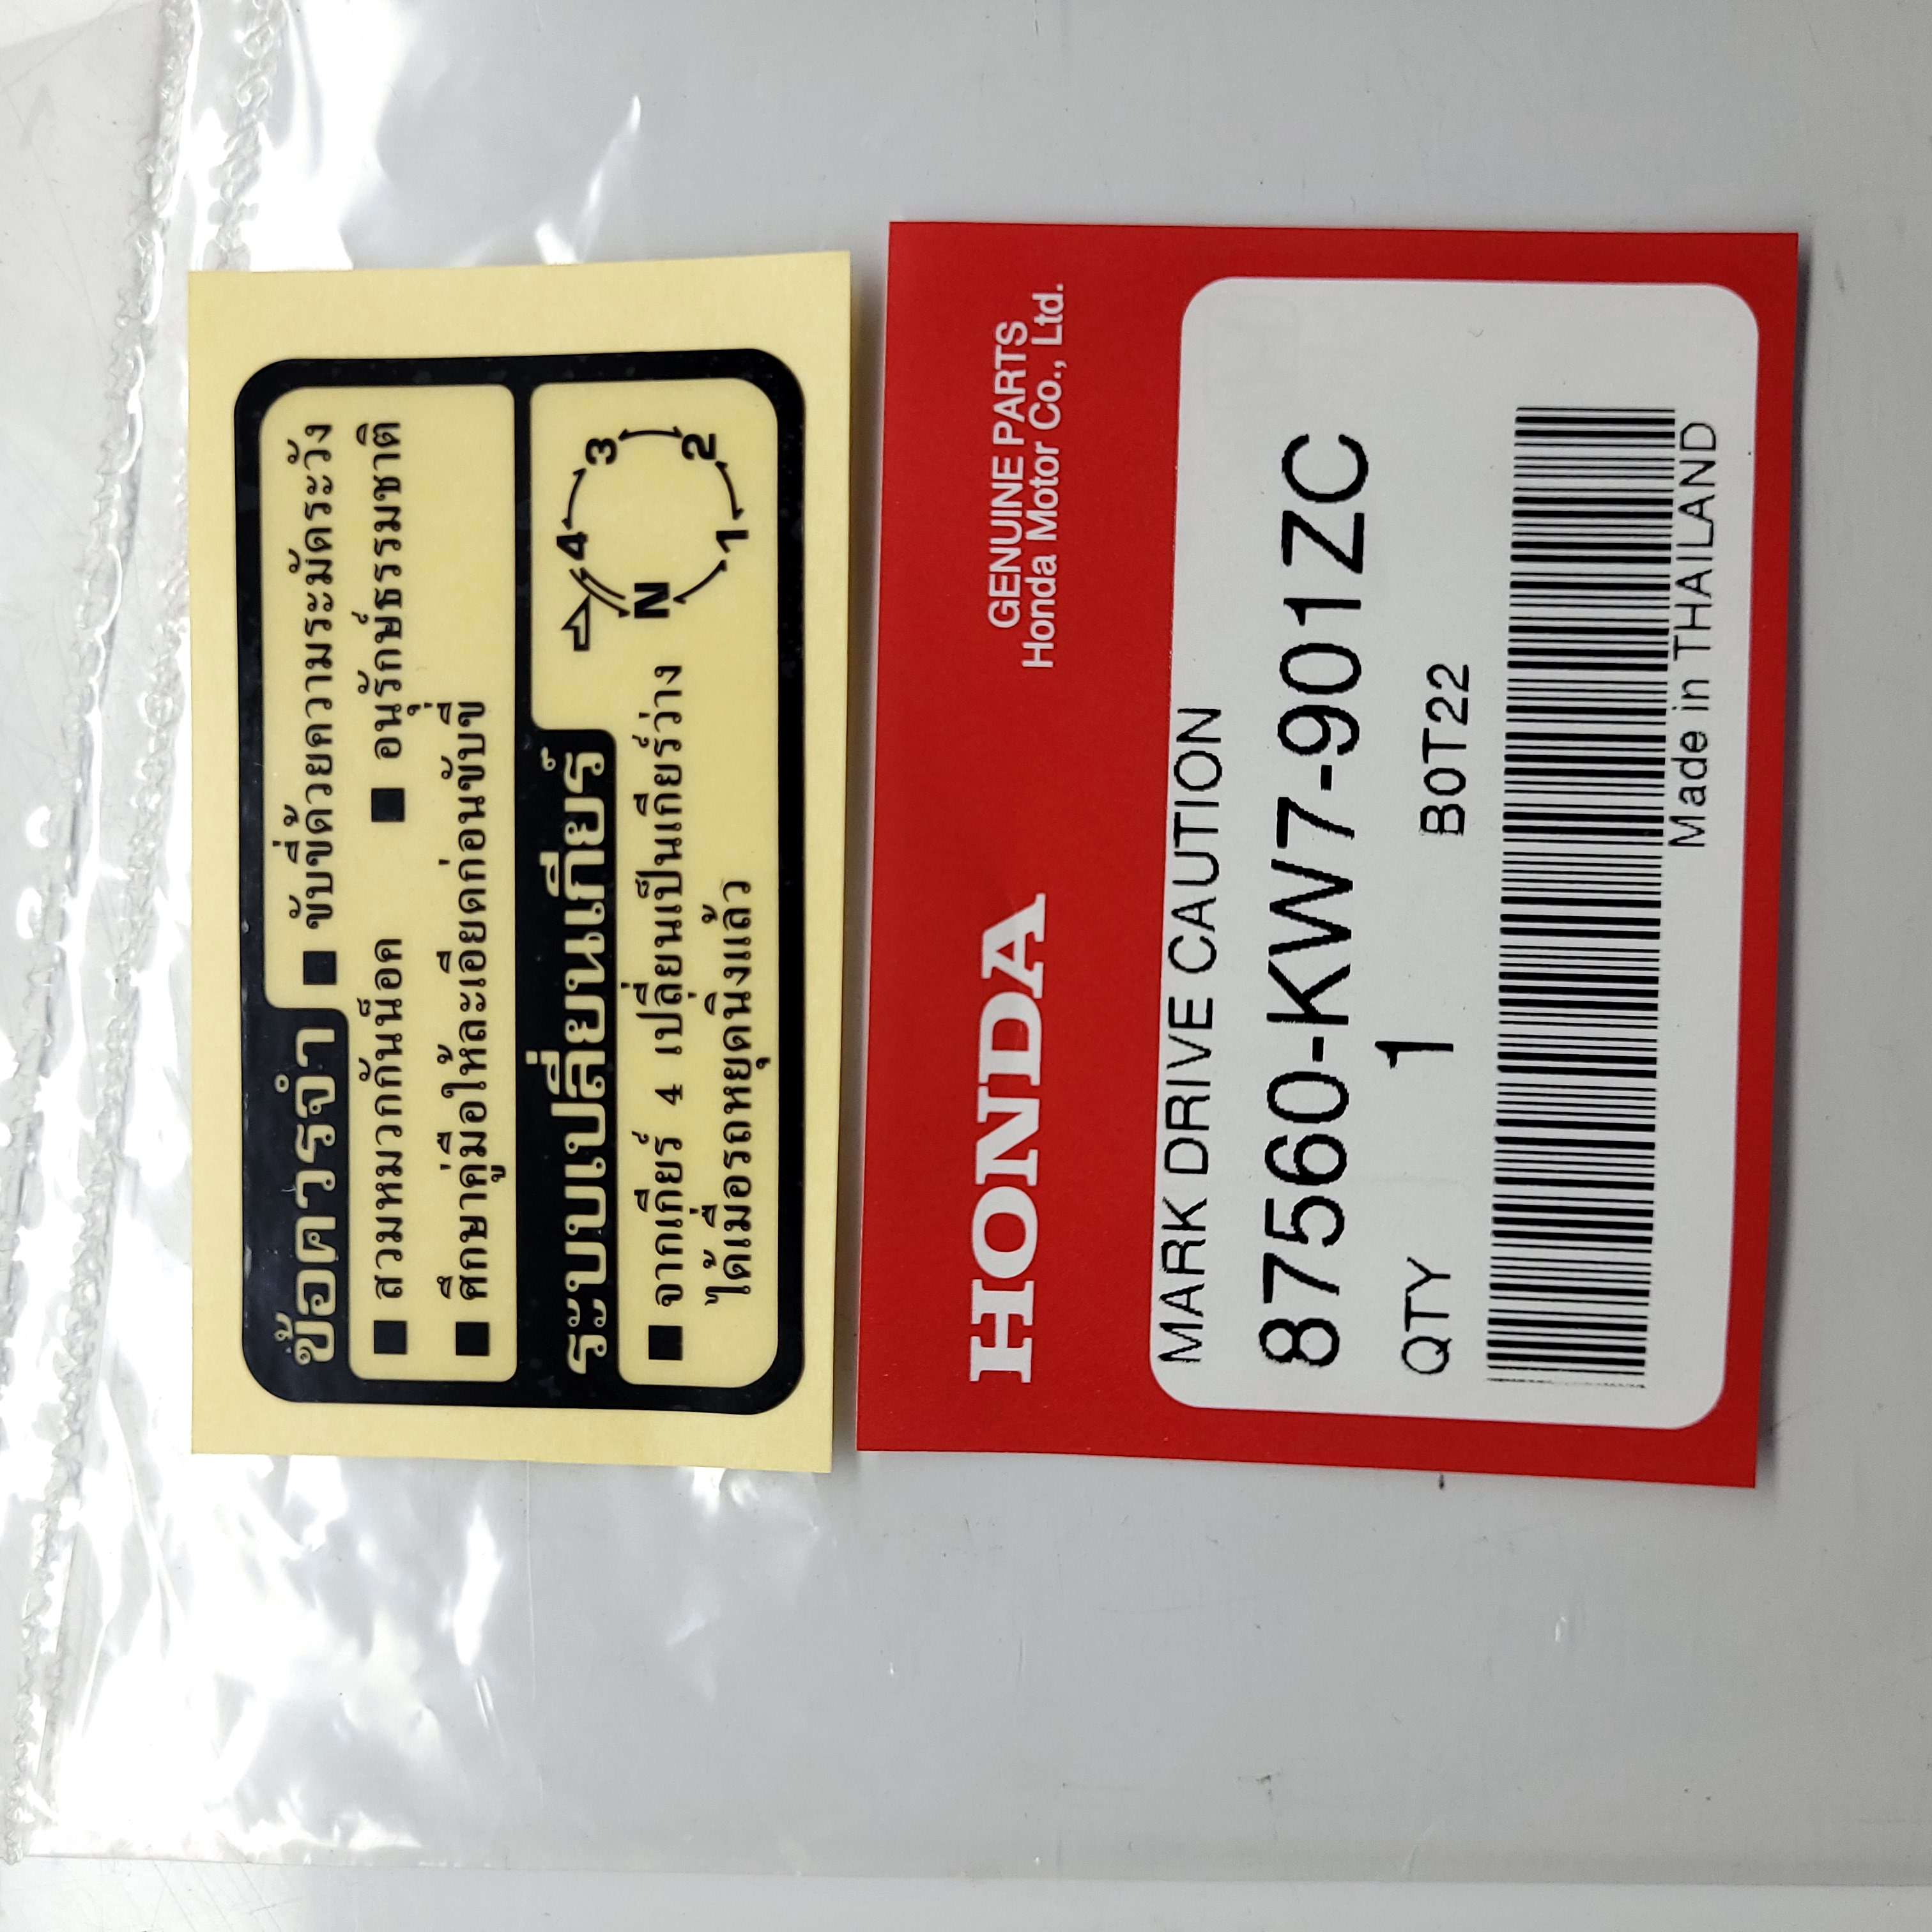 ข้อควรจำ
■ ขับขี่ด้วยความระมัดระวัง
■ สวมหมวกกันน็อค ■ อนุรักษ์ธรรมชาติ
■ ศึกษาคู่มือให้ละเอียดก่อนขับขี่
ระบบเปลี่ยนเกียร์
■ จากเกียร์ 4 เปลี่ยนเป็นเกียร์ว่าง
ได้เมื่อรถหยุดนิ่งแล้ว
N 4 3 2 1
HONDA
GENUINE PARTS
Honda Motor Co., Ltd.
MARK DRIVE CAUTION
87560-KW7-901ZC
QTY 1 B0T22
Made in THAILAND